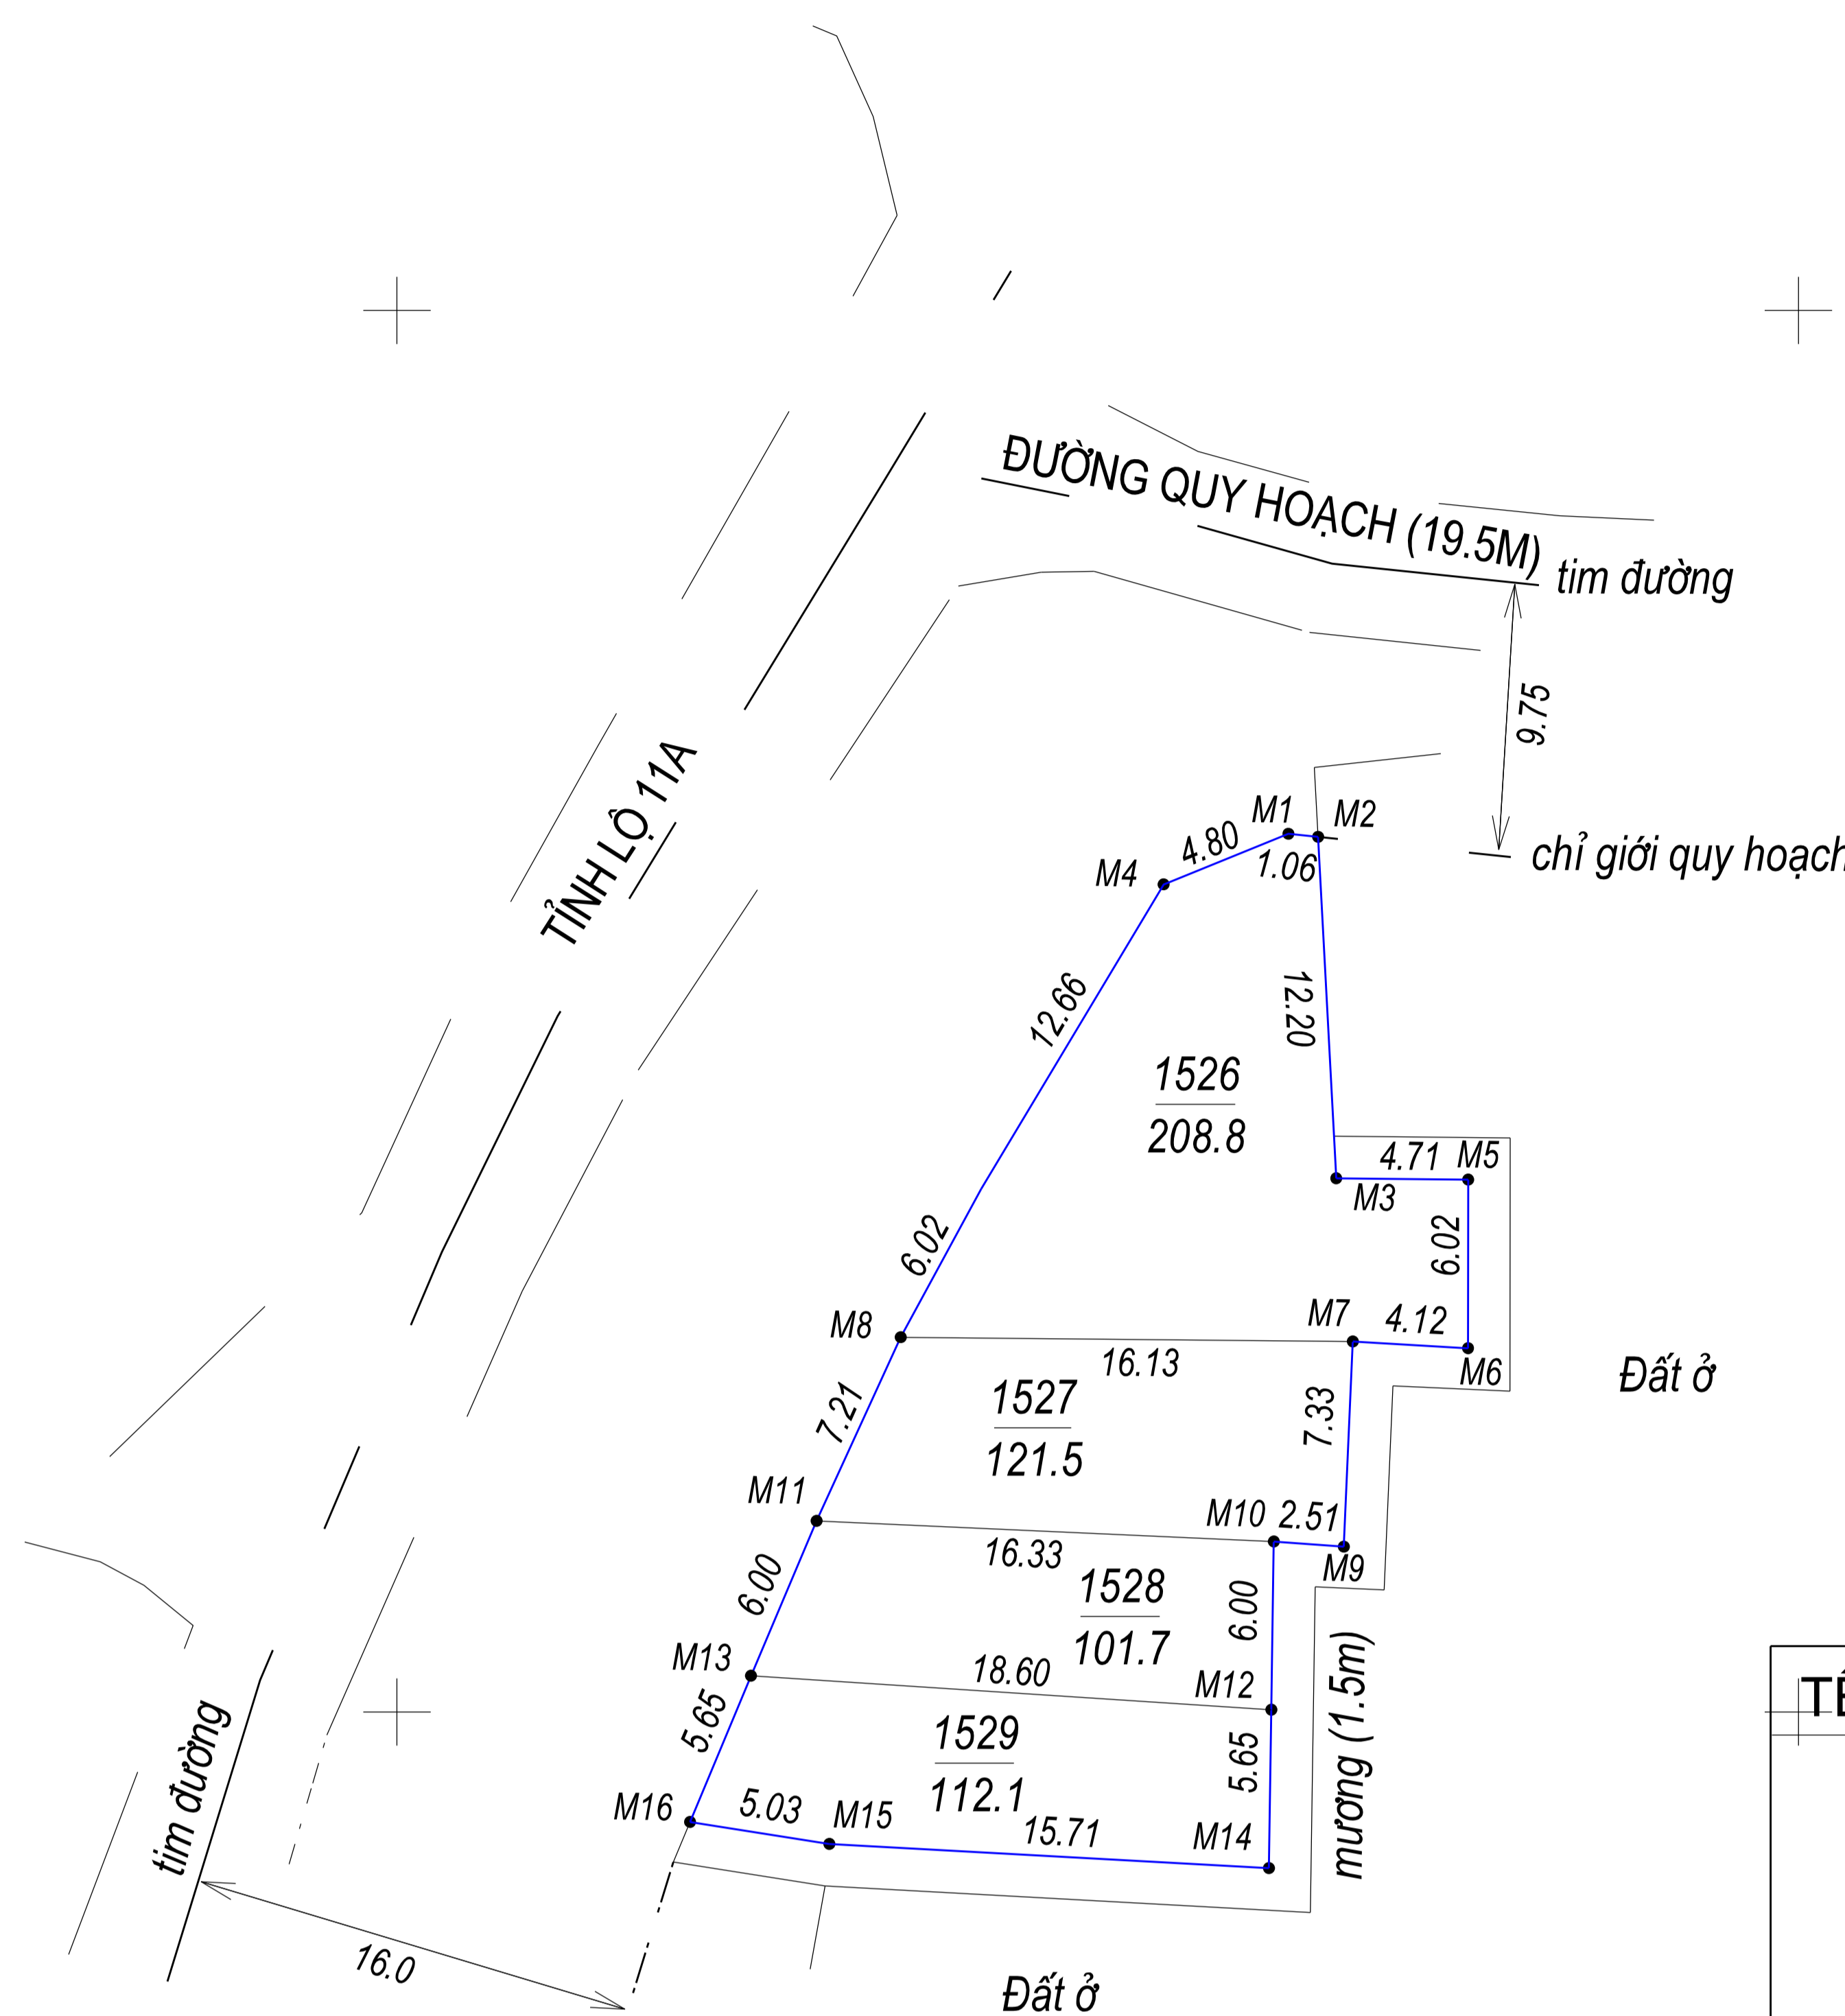 ĐƯỜNG QUY HOẠCH (19.5M)
tim đường
9.75
TỈNH LỘ 11A
M1
M2
4.80
1.06
M4
chỉ giới quy hoạch
12.66
12.20
1526
208.8
4.71
M5
M3
6.02
6.02
M8
M7
4.12
16.13
M6
Đất ở
1527
121.5
7.21
7.33
M11
M10
2.51
16.33
M9
1528
101.7
6.00
6.00
M13
18.60
M12
mương (1.5m)
5.65
1529
112.1
5.65
tim đường
M16
5.03
M15
15.71
M14
16.0
Đất ở